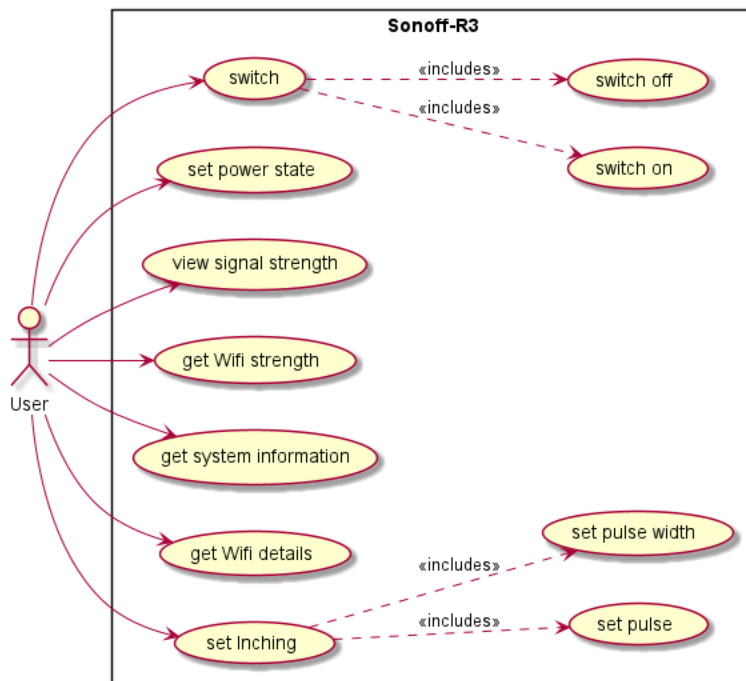 Sonoff-R3
switch
«includes»
switch off
«includes»
switch on
set power state
view signal strength
get Wifi strength
User
get system information
get Wifi details
set pulse width
«includes»
set Inching
«includes»
set pulse